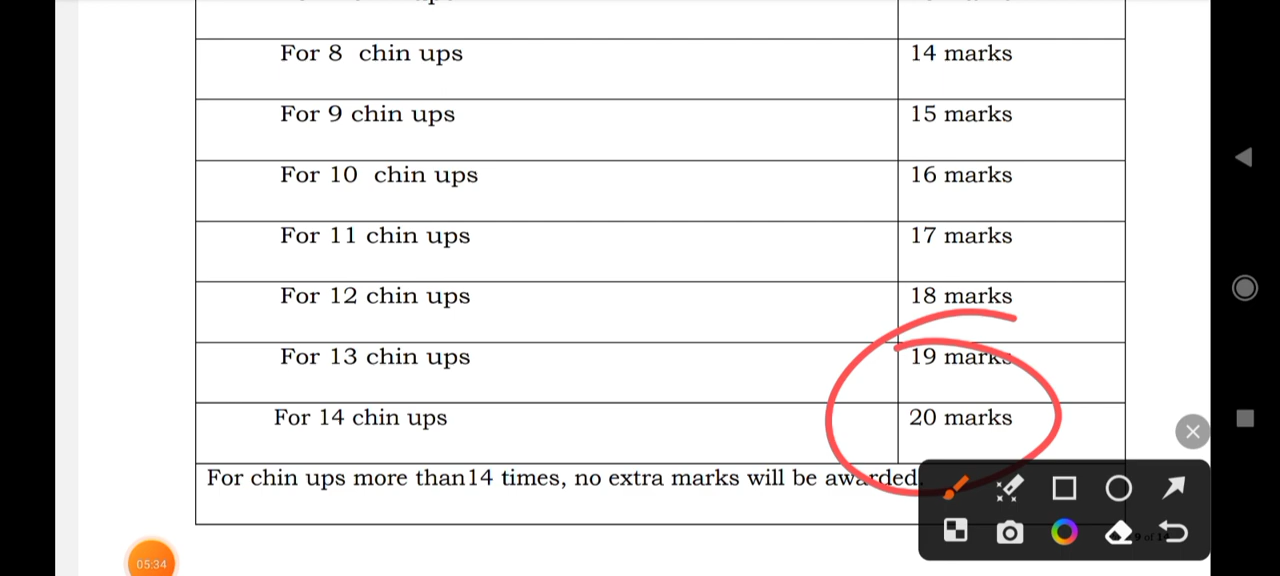 For 8 chin ups 14 marks
For 9 chin ups 15 marks
For 10 chin ups 16 marks
For 11 chin ups 17 marks
For 12 chin ups 18 marks
For 13 chin ups 19 marks
For 14 chin ups 20 marks
For chin ups more than14 times, no extra marks will be awarded.
05:34